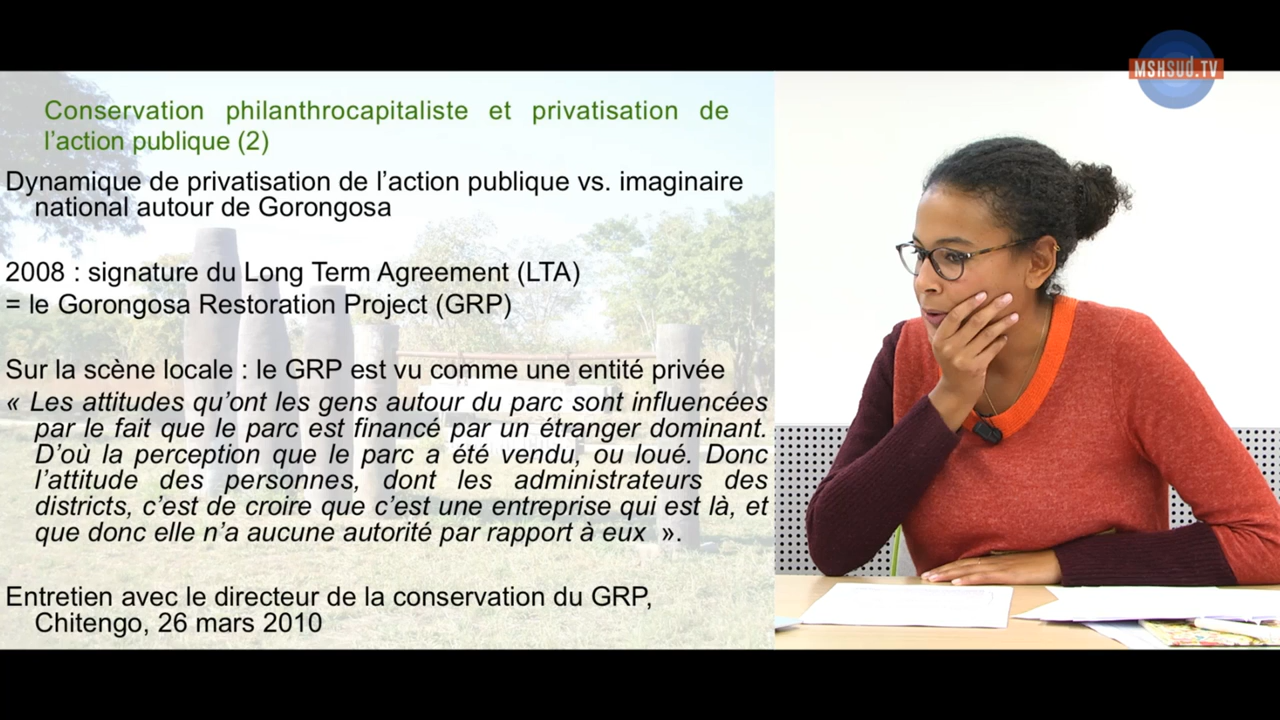 MSHSUD.TV
Conservation philanthrocapitaliste et privatisation de
l’action publique (2)
Dynamique de privatisation de l’action publique vs. imaginaire
national autour de Gorongosa
2008 : signature du Long Term Agreement (LTA)
= le Gorongosa Restoration Project (GRP)
Sur la scène locale : le GRP est vu comme une entité privée
« Les attitudes qu’ont les gens autour du parc sont influencées
par le fait que le parc est financé par un étranger dominant.
D’où la perception que le parc a été vendu, ou loué. Donc
l’attitude des personnes, dont les administrateurs des
districts, c’est de croire que c’est une entreprise qui est là, et
que donc elle n’a aucune autorité par rapport à eux ».
Entretien avec le directeur de la conservation du GRP,
Chitengo, 26 mars 2010